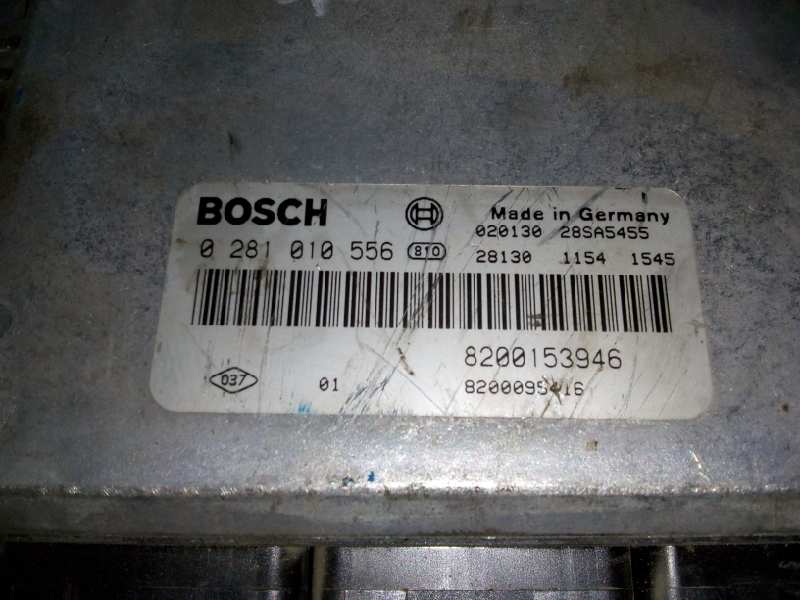 BOSCH Made in Germany
020130 28SA5455
0 281 010 556 810 28130 1154 1545
8200153946
D37 01 8200095416